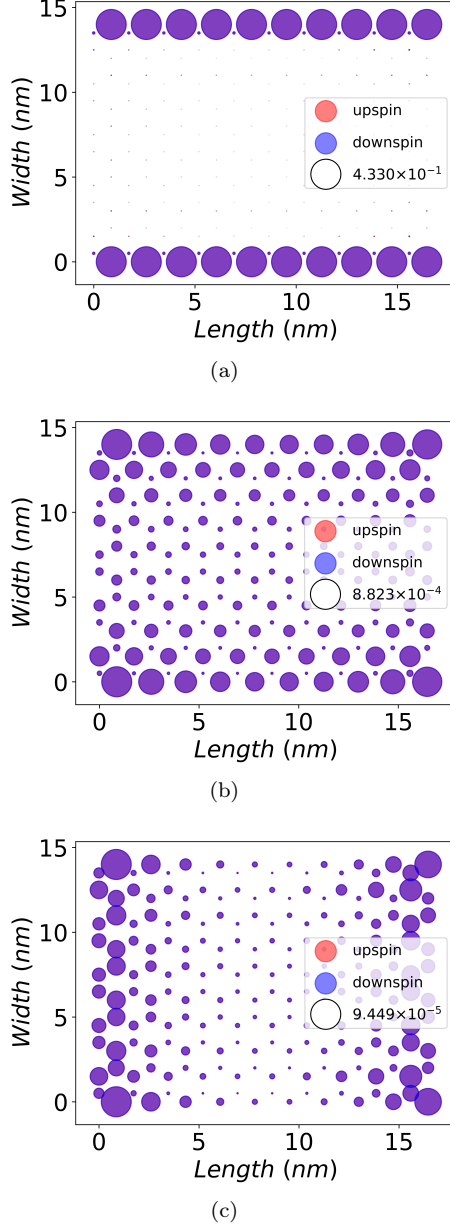 15
10
5
0
Width (nm)
upspin
downspin
4.330×10⁻¹
0 5 10 15
Length (nm)
(a)
15
10
5
0
Width (nm)
upspin
downspin
8.823×10⁻⁴
0 5 10 15
Length (nm)
(b)
15
10
5
0
Width (nm)
upspin
downspin
9.449×10⁻⁵
0 5 10 15
Length (nm)
(c)